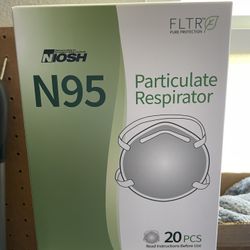 FLTR
PURE PROTECTION
NIOSH
N95
Particulate
Respirator
20 PCS
Read Instructions Before Use